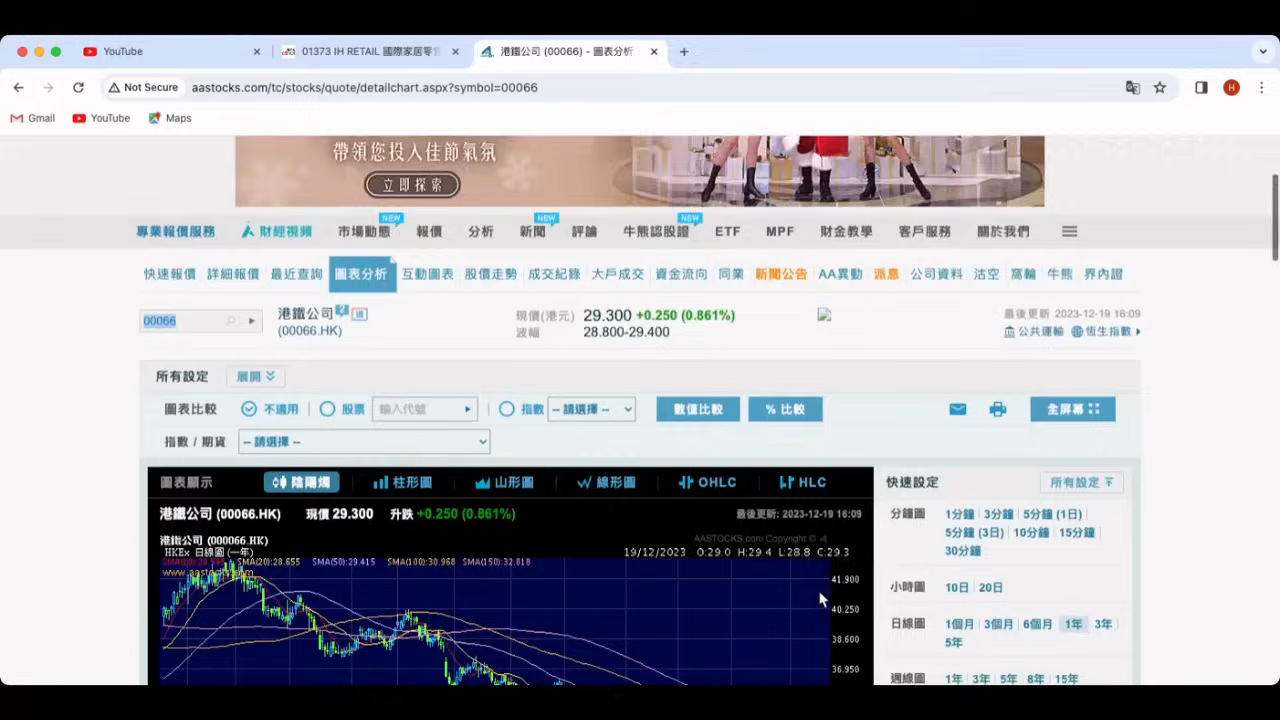 YouTube
01373 IH RETAIL 國際家居零售
港鐵公司 (00066) - 圖表分析
Not Secure
aastocks.com/tc/stocks/quote/detailchart.aspx?symbol=00066
H
Gmail YouTube Maps
帶領您投入佳節氣氛
立即探索
NEW NEW NEW
專業報價服務 財經視頻 市場動態 報價 分析 新聞 評論 牛熊認股證 ETF MPF 財金教學 客戶服務 關於我們
快速報價 詳細報價 最近查詢 圖表分析 互動圖表 股價走勢 成交紀錄 大戶成交 資金流向 同業 新聞公告 AA異動 派息 公司資料 沽空 窩輪 牛熊 界內證
00066
港鐵公司
(00066.HK)
現價(港元) 29.300 +0.250 (0.861%)
波幅 28.800-29.400
最後更新 2023-12-19 16:09
公共運輸 恆生指數
所有設定 展開
圖表比較 不適用 | 股票 輸入代號 | 指數 -- 請選擇 -- 數值比較 % 比較 全屏幕
指數 / 期貨 -- 請選擇 --
圖表顯示 陰陽燭 柱形圖 山形圖 線形圖 OHLC HLC
港鐵公司 (00066.HK) 現價 29.300 升跌 +0.250 (0.861%) 最後更新: 2023-12-19 16:09
港鐵公司 (000066.HK) AASTOCKS.com Copyright ©
HKEx 日線圖 (一年) 19/12/2023 O:29.0 H:29.4 L:28.8 C:29.3
SMA(20):28.655 SMA(50):29.415 SMA(100):30.968 SMA(150):32.818
www.aastocks.com
41.900
40.250
38.600
36.950
快速設定 所有設定
分鐘圖 1分鐘 | 3分鐘 | 5分鐘 (1日) |
5分鐘 (3日) | 10分鐘 | 15分鐘 |
30分鐘
小時圖 10日 | 20日
日線圖 1個月 | 3個月 | 6個月 | 1年 | 3年 |
5年
週線圖 1年 | 3年 | 5年 | 8年 | 15年